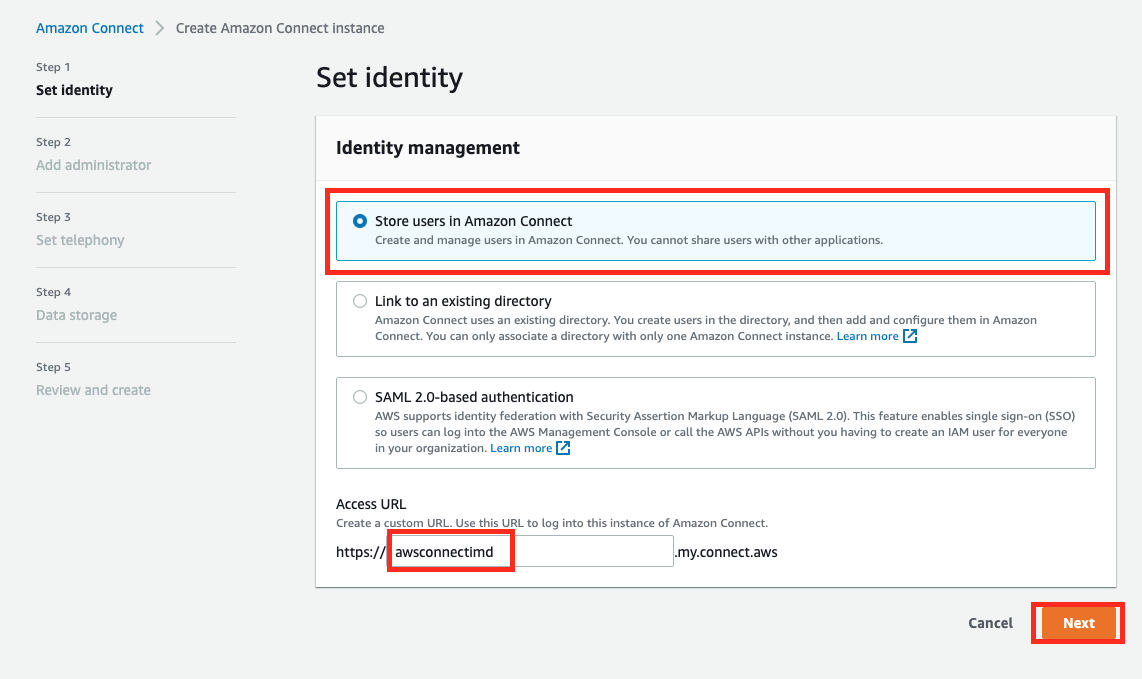 Amazon Connect > Create Amazon Connect instance
Step 1
Set identity
Step 2
Add administrator
Step 3
Set telephony
Step 4
Data storage
Step 5
Review and create
Set identity
Identity management
Store users in Amazon Connect
Create and manage users in Amazon Connect. You cannot share users with other applications.
Link to an existing directory
Amazon Connect uses an existing directory. You create users in the directory, and then add and configure them in Amazon
Connect. You can only associate a directory with only one Amazon Connect instance. Learn more
SAML 2.0-based authentication
AWS supports identity federation with Security Assertion Markup Language (SAML 2.0). This feature enables single sign-on (SSO)
so users can log into the AWS Management Console or call the AWS APIs without you having to create an IAM user for everyone
in your organization. Learn more
Access URL
Create a custom URL. Use this URL to log into this instance of Amazon Connect.
https:// awsconnectimd .my.connect.aws
Cancel Next